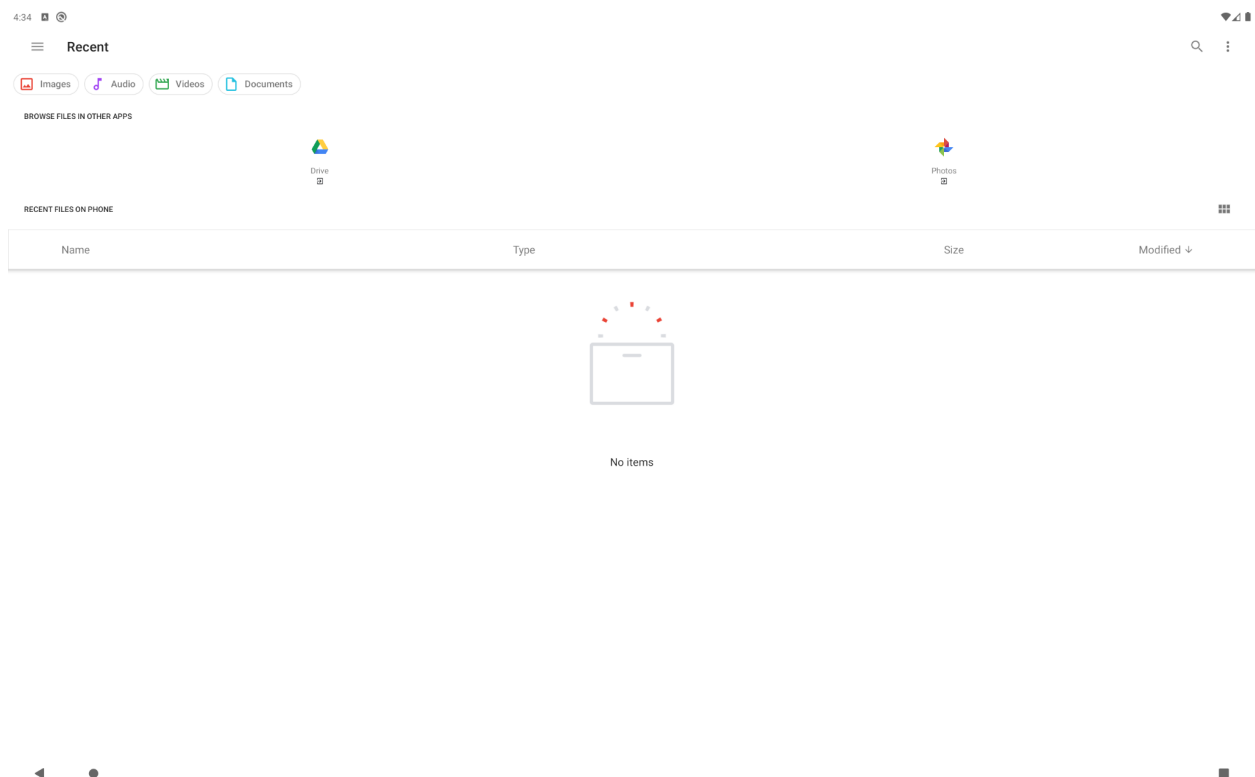 4:34
Recent
Images Audio Videos Documents
BROWSE FILES IN OTHER APPS
Drive Photos
RECENT FILES ON PHONE
Name Type Size Modified
No items